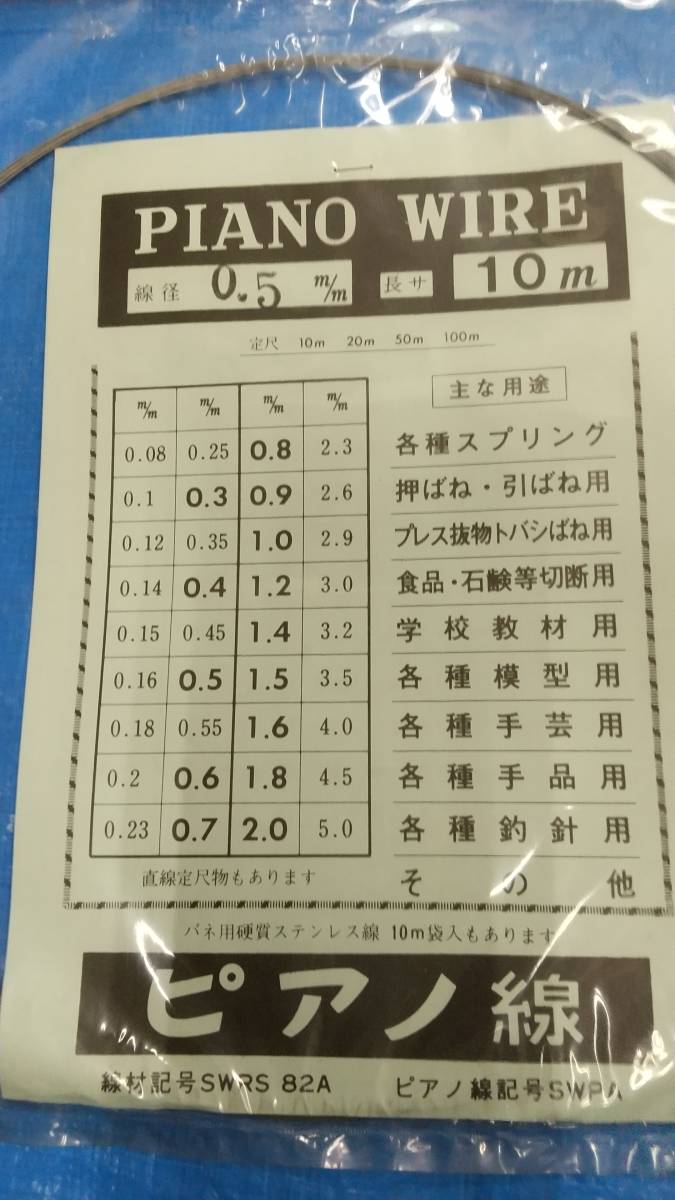 PIANO WIRE
線径 0.5 m/m 長サ 10m
定尺 10m 20m 50m 100m
m/m m/m m/m m/m
0.08 0.25 0.8 2.3
0.1 0.3 0.9 2.6
0.12 0.35 1.0 2.9
0.14 0.4 1.2 3.0
0.15 0.45 1.4 3.2
0.16 0.5 1.5 3.5
0.18 0.55 1.6 4.0
0.2 0.6 1.8 4.5
0.23 0.7 2.0 5.0
直線定尺物もあります
主な用途
各種スプリング
押ばね・引ばね用
プレス抜物トバシばね用
食品・石鹸等切断用
学校教材用
各種模型用
各種手芸用
各種手品用
各種釣針用
その他
バネ用硬質ステンレス線 10m袋入もあります
ピアノ線
線材記号SWRS 82A ピアノ線記号SWPA